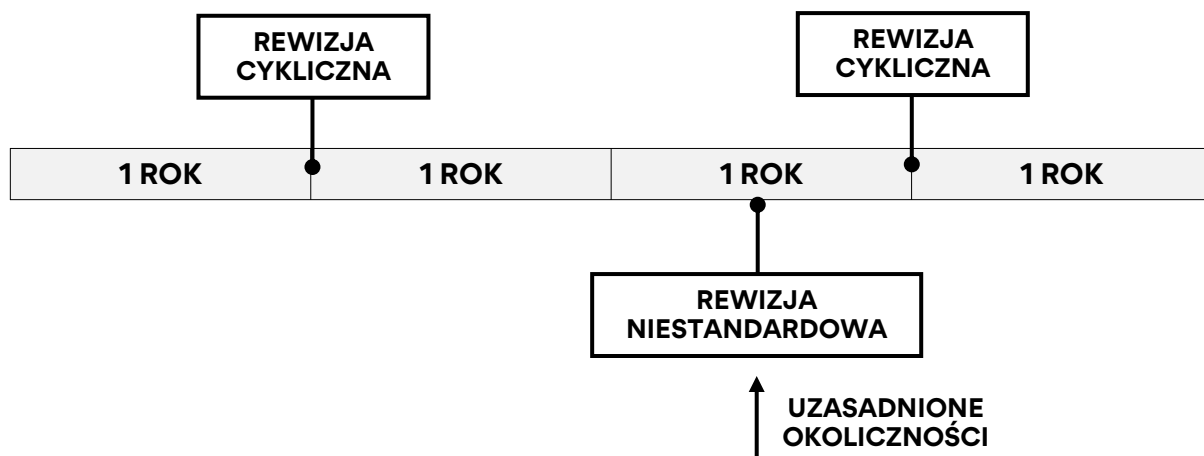 REWIZJA
CYKLICZNA
REWIZJA
CYKLICZNA
1 ROK
1 ROK
1 ROK
1 ROK
REWIZJA
NIESTANDARDOWA
UZASADNIONE
OKOLICZNOŚCI